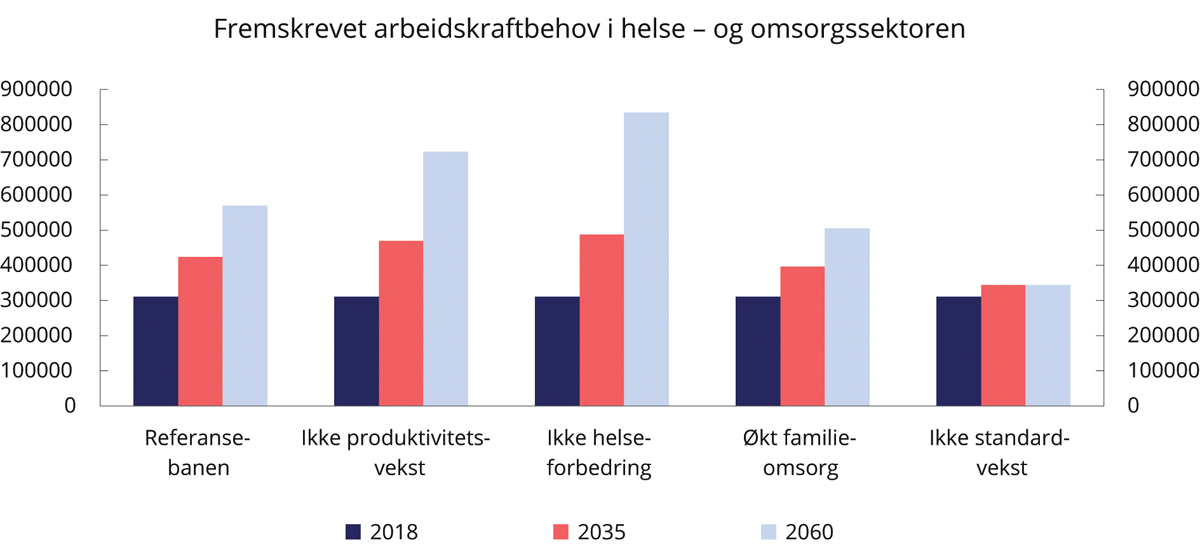 Fremskrevet arbeidskraftbehov i helse – og omsorgssektoren
900000 900000
800000 800000
700000 700000
600000 600000
500000 500000
400000 400000
300000 300000
200000 200000
100000 100000
0 0
Referanse- Ikke produktivitets- Ikke helse- Økt familie- Ikke standard-
banen vekst forbedring omsorg vekst
2018 2035 2060